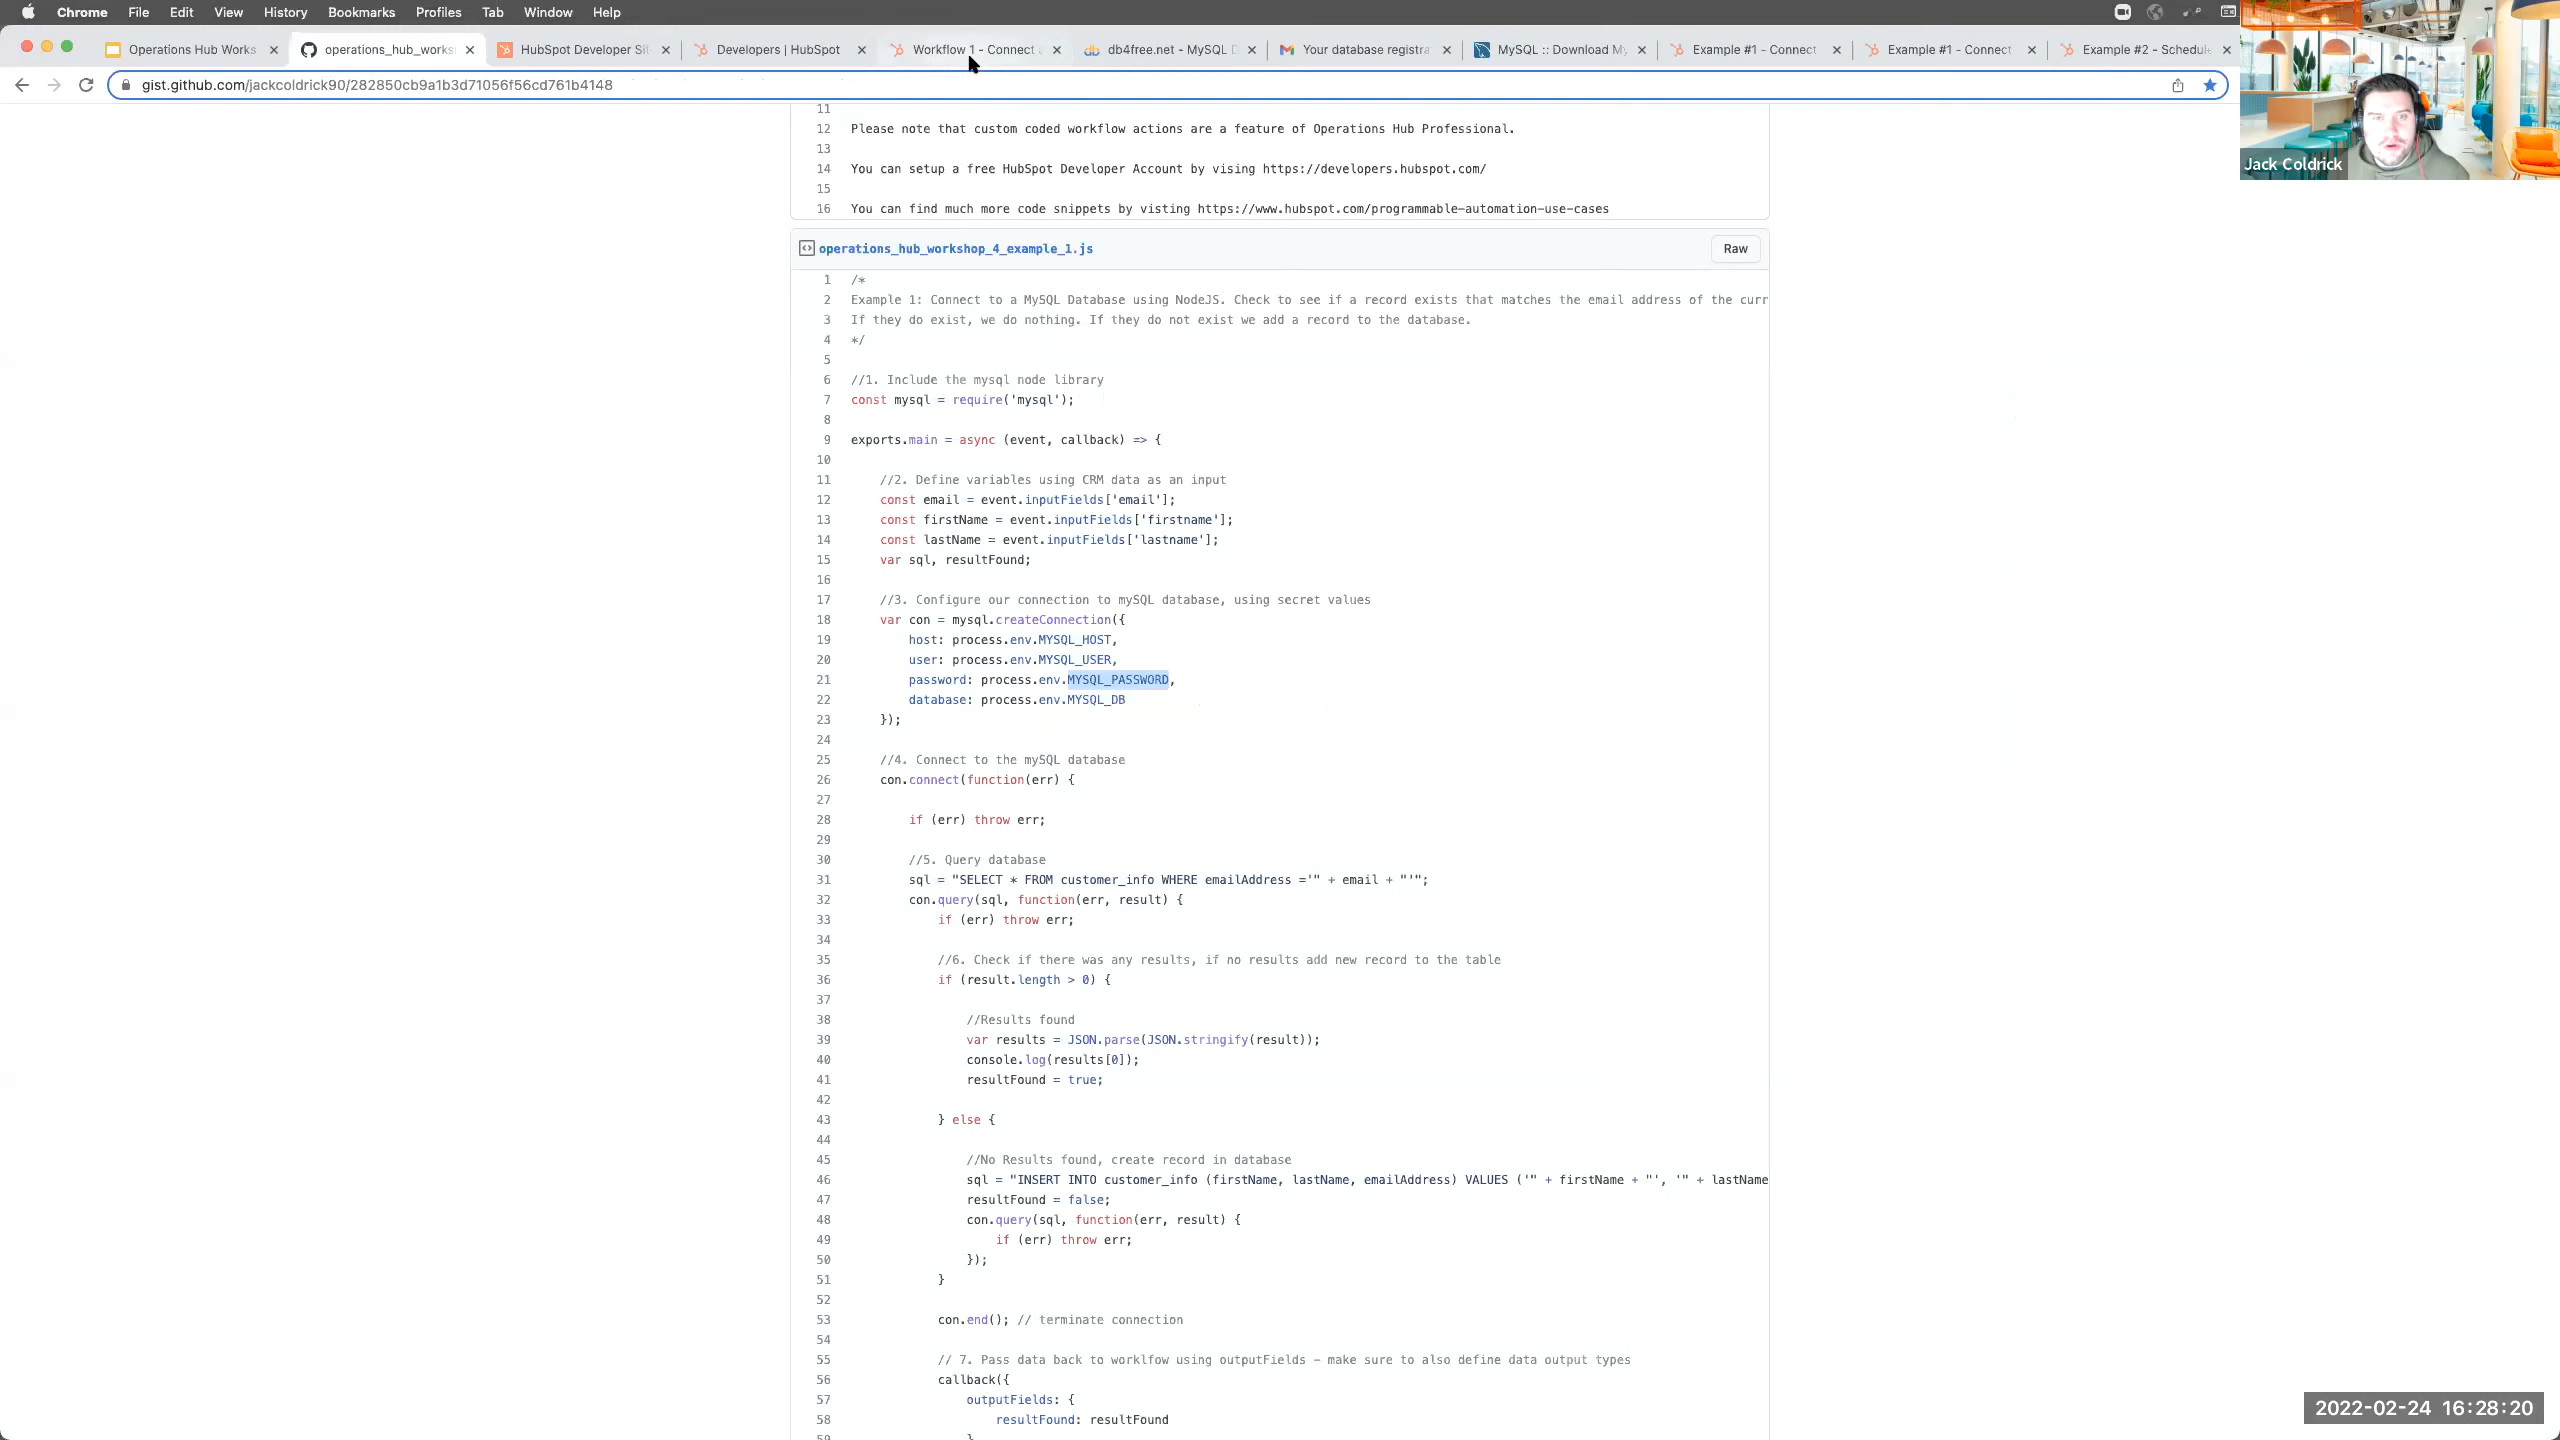 Chrome File Edit View History Bookmarks Profiles Tab Window Help
Operations Hub Works
operations_hub_works
HubSpot Developer Si
Developers | HubSpot
Workflow 1 - Connect
db4free.net - MySQL D
Your database registra
MySQL :: Download My
Example #1 - Connect
Example #1 - Connect
Example #2 - Schedul
gist.github.com/jackcoldrick90/282850cb9a1b3d71056f56cd761b4148
Jack Coldrick
11
12 Please note that custom coded workflow actions are a feature of Operations Hub Professional.
13
14 You can setup a free HubSpot Developer Account by vising https://developers.hubspot.com/
15
16 You can find much more code snippets by visting https://www.hubspot.com/programmable-automation-use-cases
operations_hub_workshop_4_example_1.js
Raw
1 /*
2 Example 1: Connect to a MySQL Database using NodeJS. Check to see if a record exists that matches the email address of the curr
3 If they do exist, we do nothing. If they do not exist we add a record to the database.
4 */
5
6 //1. Include the mysql node library
7 const mysql = require('mysql');
8
9 exports.main = async (event, callback) => {
10
11 //2. Define variables using CRM data as an input
12 const email = event.inputFields['email'];
13 const firstName = event.inputFields['firstname'];
14 const lastName = event.inputFields['lastname'];
15 var sql, resultFound;
16
17 //3. Configure our connection to mySQL database, using secret values
18 var con = mysql.createConnection({
19 host: process.env.MYSQL_HOST,
20 user: process.env.MYSQL_USER,
21 password: process.env.MYSQL_PASSWORD,
22 database: process.env.MYSQL_DB
23 });
24
25 //4. Connect to the mySQL database
26 con.connect(function(err) {
27
28 if (err) throw err;
29
30 //5. Query database
31 sql = "SELECT * FROM customer_info WHERE emailAddress ='" + email + "'";
32 con.query(sql, function(err, result) {
33 if (err) throw err;
34
35 //6. Check if there was any results, if no results add new record to the table
36 if (result.length > 0) {
37
38 //Results found
39 var results = JSON.parse(JSON.stringify(result));
40 console.log(results[0]);
41 resultFound = true;
42
43 } else {
44
45 //No Results found, create record in database
46 sql = "INSERT INTO customer_info (firstName, lastName, emailAddress) VALUES ('" + firstName + "', '" + lastName
47 resultFound = false;
48 con.query(sql, function(err, result) {
49 if (err) throw err;
50 });
51 }
52
53 con.end(); // terminate connection
54
55 // 7. Pass data back to worklfow using outputFields - make sure to also define data output types
56 callback({
57 outputFields: {
58 resultFound: resultFound
59 }
2022-02-24 16:28:20